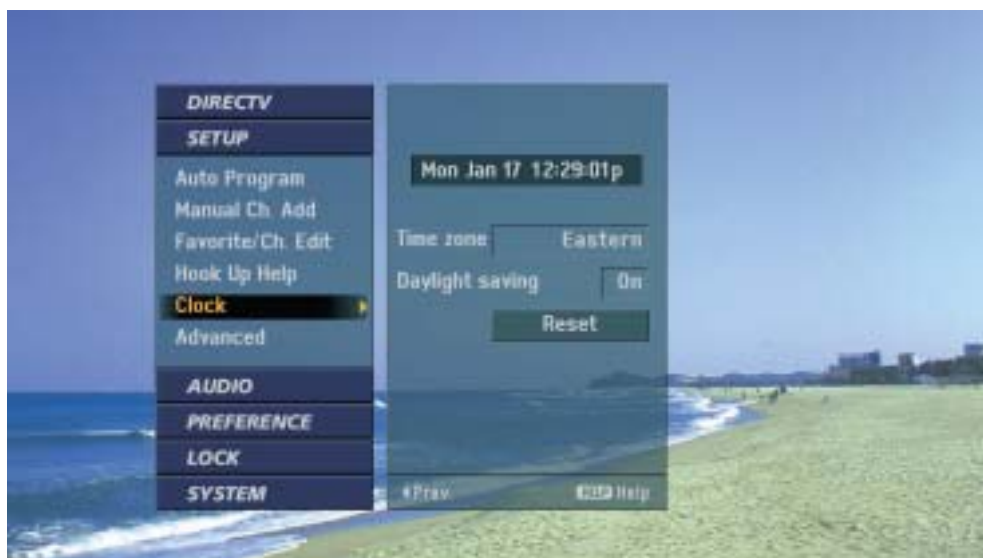 DIRECTV
SETUP
Auto Program
Manual Ch. Add
Favorite/Ch. Edit
Hook Up Help
Clock
Advanced
AUDIO
PREFERENCE
LOCK
SYSTEM
Mon Jan 17 12:29:01p
Time zone Eastern
Daylight saving On
Reset
Prev. HELP Help